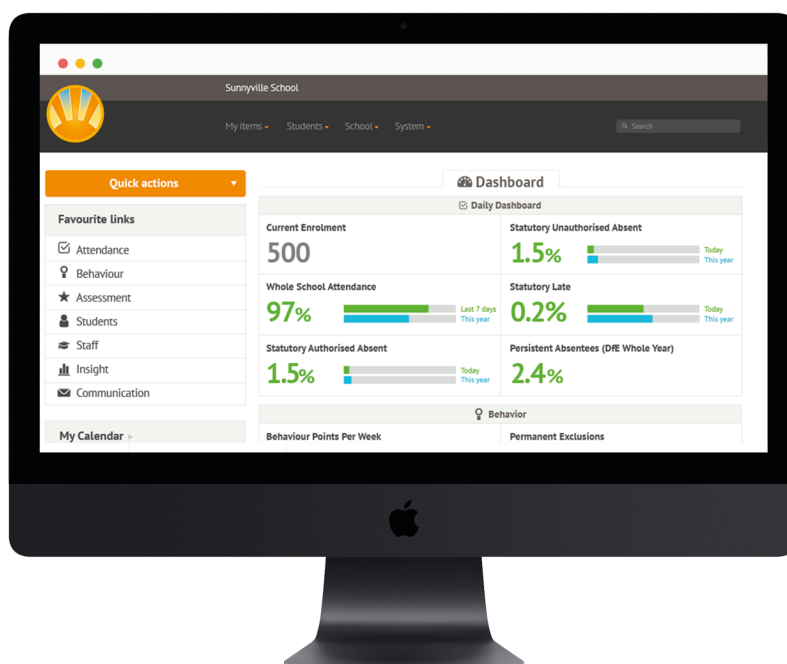 Sunnyville School
My items
Students
School
System
Search
Quick actions
Dashboard
Favourite links
Attendance
Behaviour
Assessment
Students
Staff
Insight
Communication
My Calendar
Daily Dashboard
Current Enrolment
500
Statutory Unauthorised Absent
1.5%
Today
This year
Whole School Attendance
97%
Last 7 days
This year
Statutory Late
0.2%
Today
This year
Statutory Authorised Absent
1.5%
Today
This year
Persistent Absentees (DfE Whole Year)
2.4%
Behavior
Behaviour Points Per Week
Permanent Exclusions